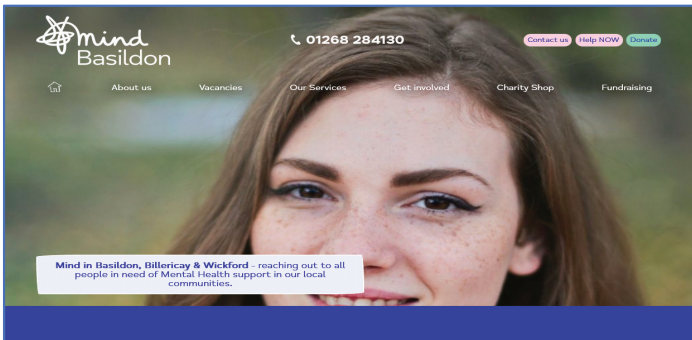 mind
Basildon
01268 284130
Contact us Help NOW Donate
About us Vacancies Our Services Get involved Charity Shop Fundraising
Mind in Basildon, Billericay & Wickford - reaching out to all
people in need of Mental Health support in our local
communities.